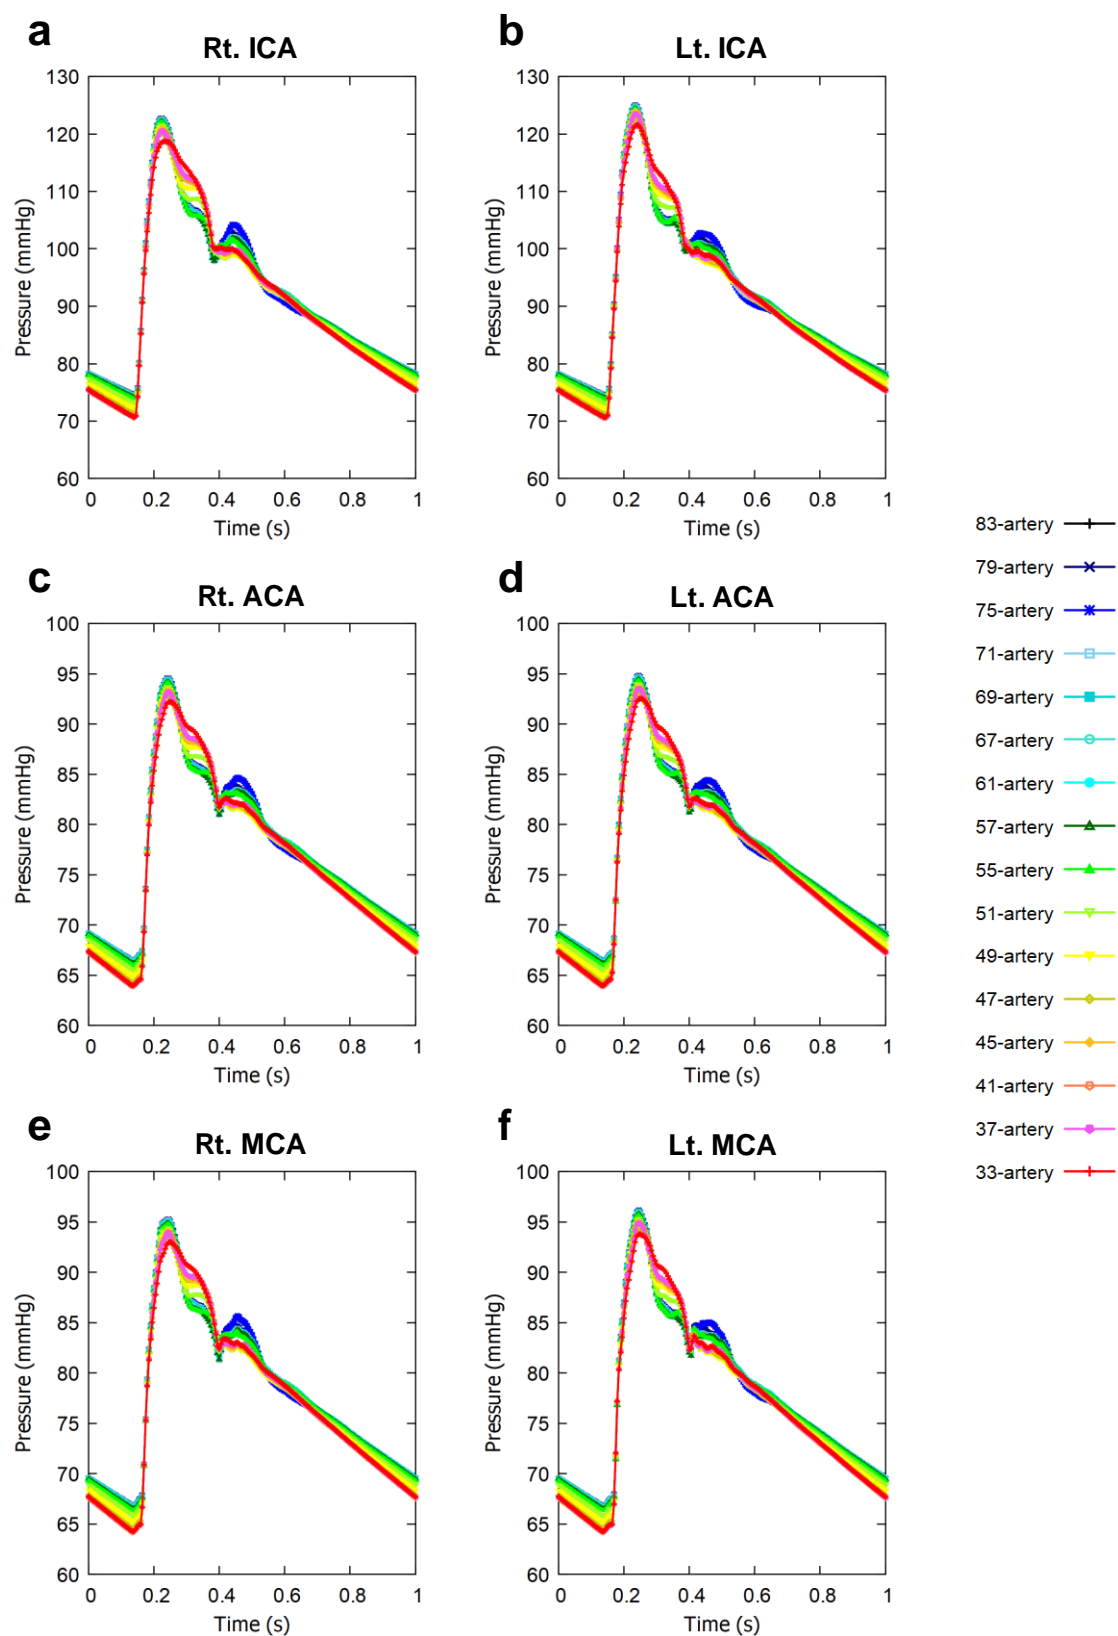 a
Rt. ICA
Pressure (mmHg)
130
120
110
100
90
80
70
60
0 0.2 0.4 0.6 0.8 1
Time (s)
b
Lt. ICA
Pressure (mmHg)
130
120
110
100
90
80
70
60
0 0.2 0.4 0.6 0.8 1
Time (s)
c
Rt. ACA
Pressure (mmHg)
100
95
90
85
80
75
70
65
60
0 0.2 0.4 0.6 0.8 1
Time (s)
d
Lt. ACA
Pressure (mmHg)
100
95
90
85
80
75
70
65
60
0 0.2 0.4 0.6 0.8 1
Time (s)
e
Rt. MCA
Pressure (mmHg)
100
95
90
85
80
75
70
65
60
0 0.2 0.4 0.6 0.8 1
Time (s)
f
Lt. MCA
Pressure (mmHg)
100
95
90
85
80
75
70
65
60
0 0.2 0.4 0.6 0.8 1
Time (s)
83-artery
79-artery
75-artery
71-artery
69-artery
67-artery
61-artery
57-artery
55-artery
51-artery
49-artery
47-artery
45-artery
41-artery
37-artery
33-artery